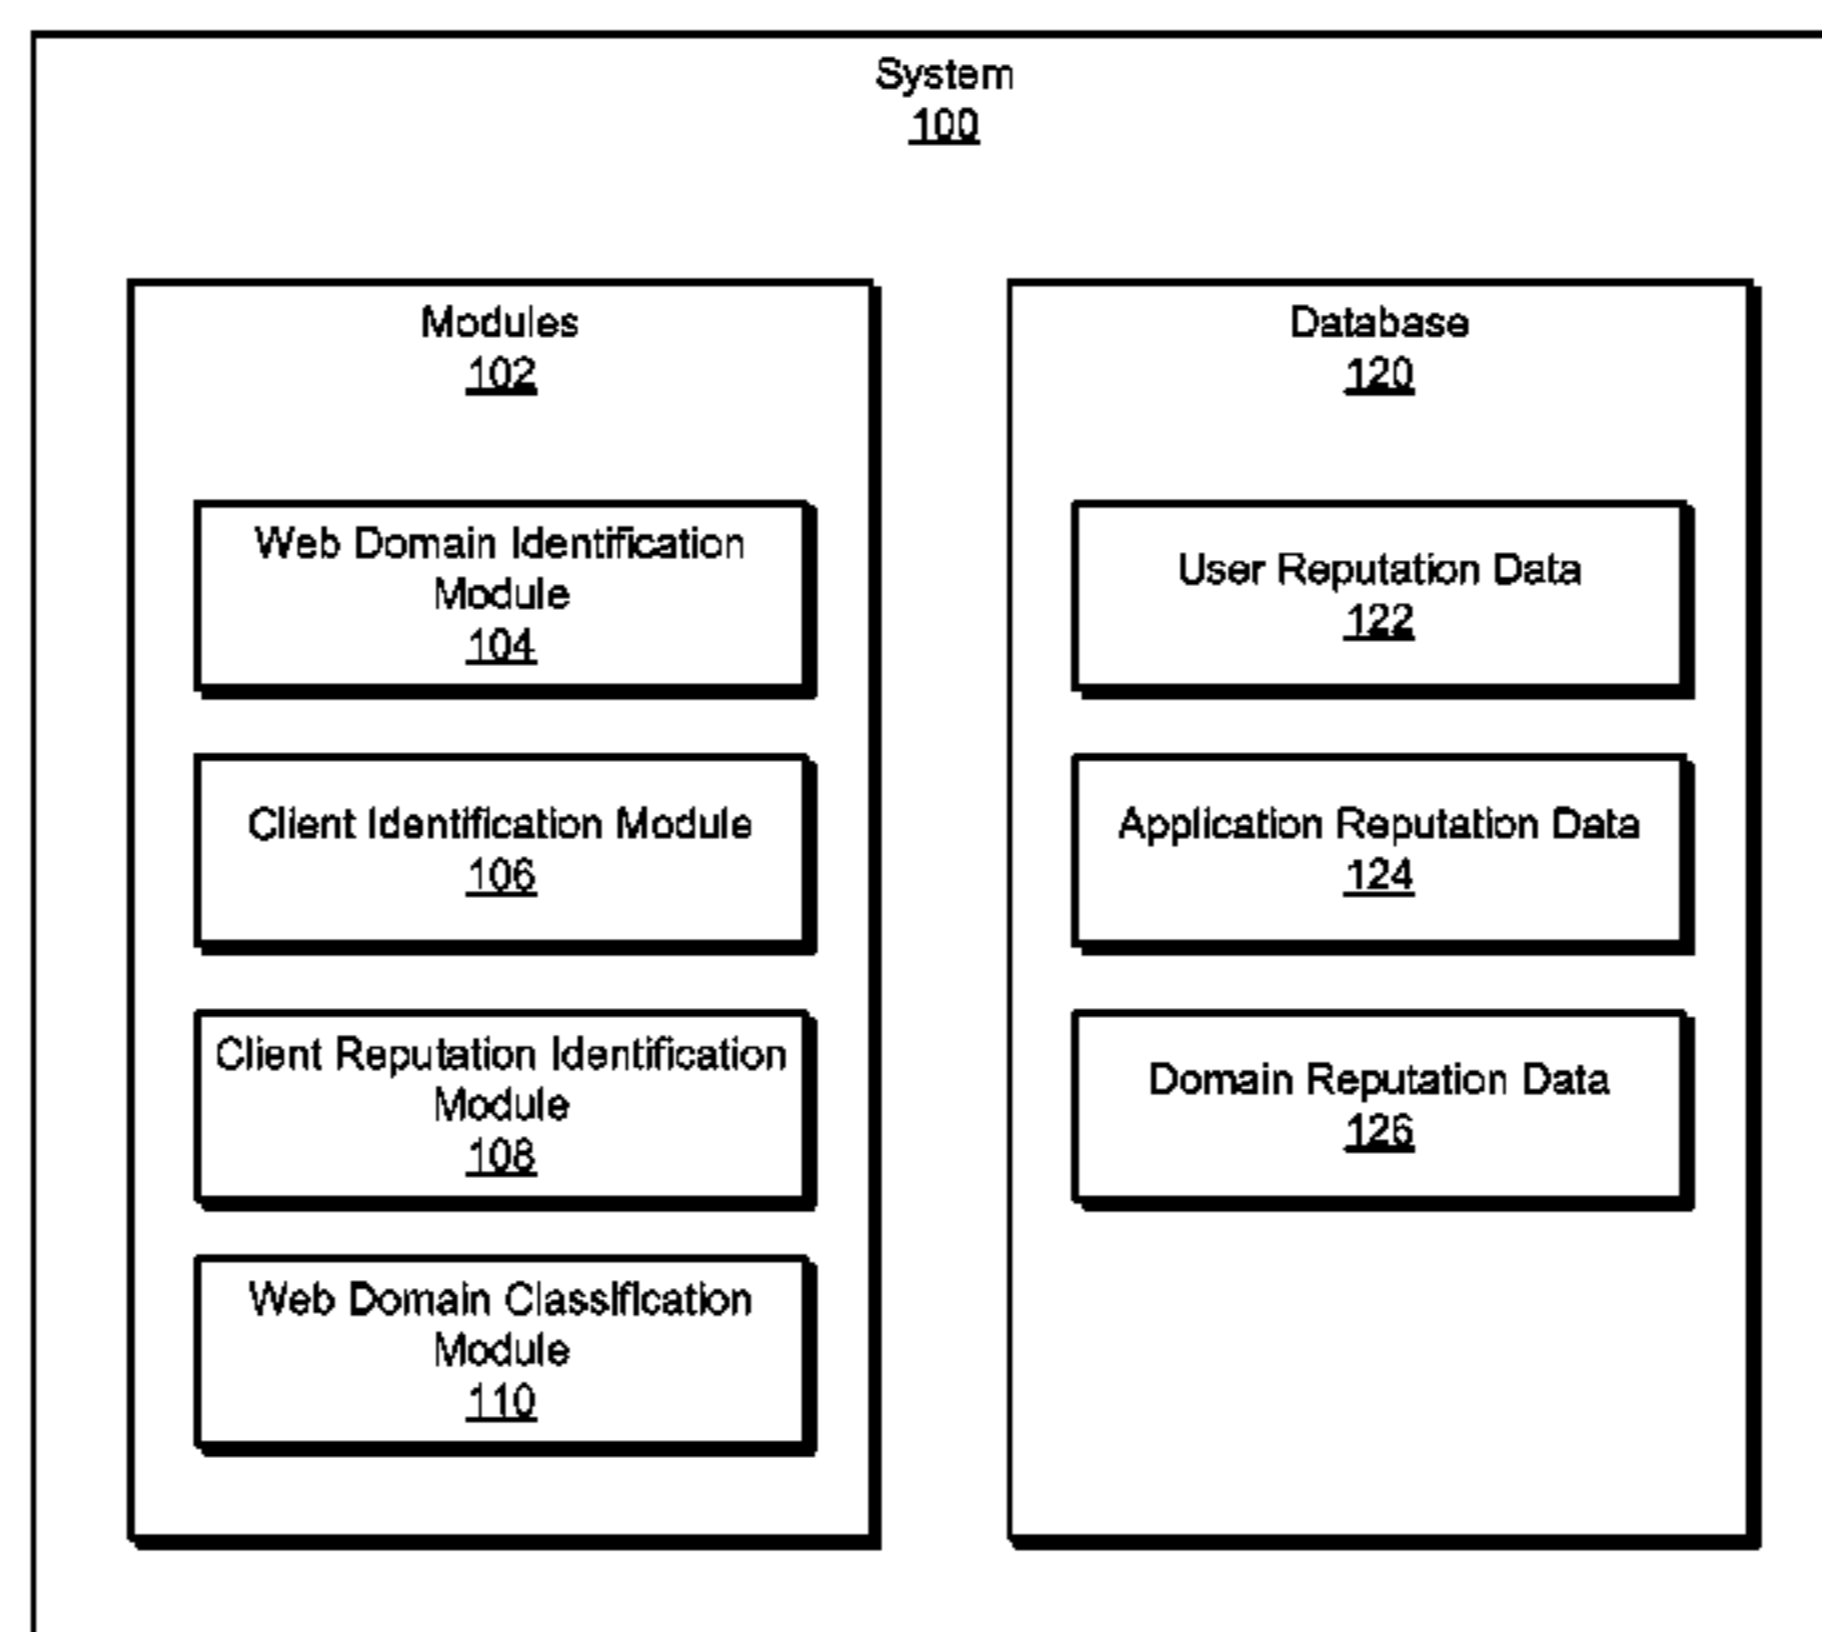 System
100
Modules
102
Web Domain Identification
Module
104
Client Identification Module
106
Client Reputation Identification
Module
108
Web Domain Classification
Module
110
Database
120
User Reputation Data
122
Application Reputation Data
124
Domain Reputation Data
126